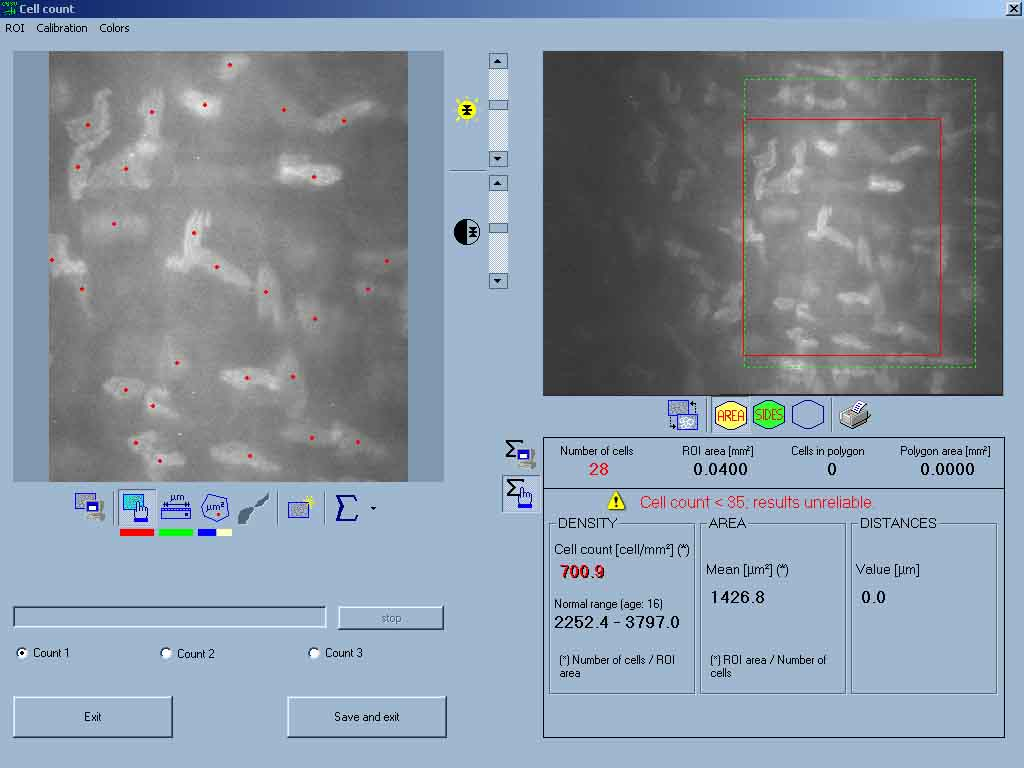 Cell count
ROI Calibration Colors
AREA SIDES
Number of cells ROI area [mm²] Cells in polygon Polygon area [mm²]
28 0.0400 0 0.0000
Cell count < 35; results unreliable.
DENSITY AREA DISTANCES
Cell count [cell/mm²] (*)
700.9
Mean [µm²] (*)
1426.8
Value [µm]
0.0
Normal range (age: 16)
2252.4 - 3797.0
(*) Number of cells / ROI
area
(*) ROI area / Number of
cells
µm
µm²
stop
Count 1 Count 2 Count 3
Exit Save and exit